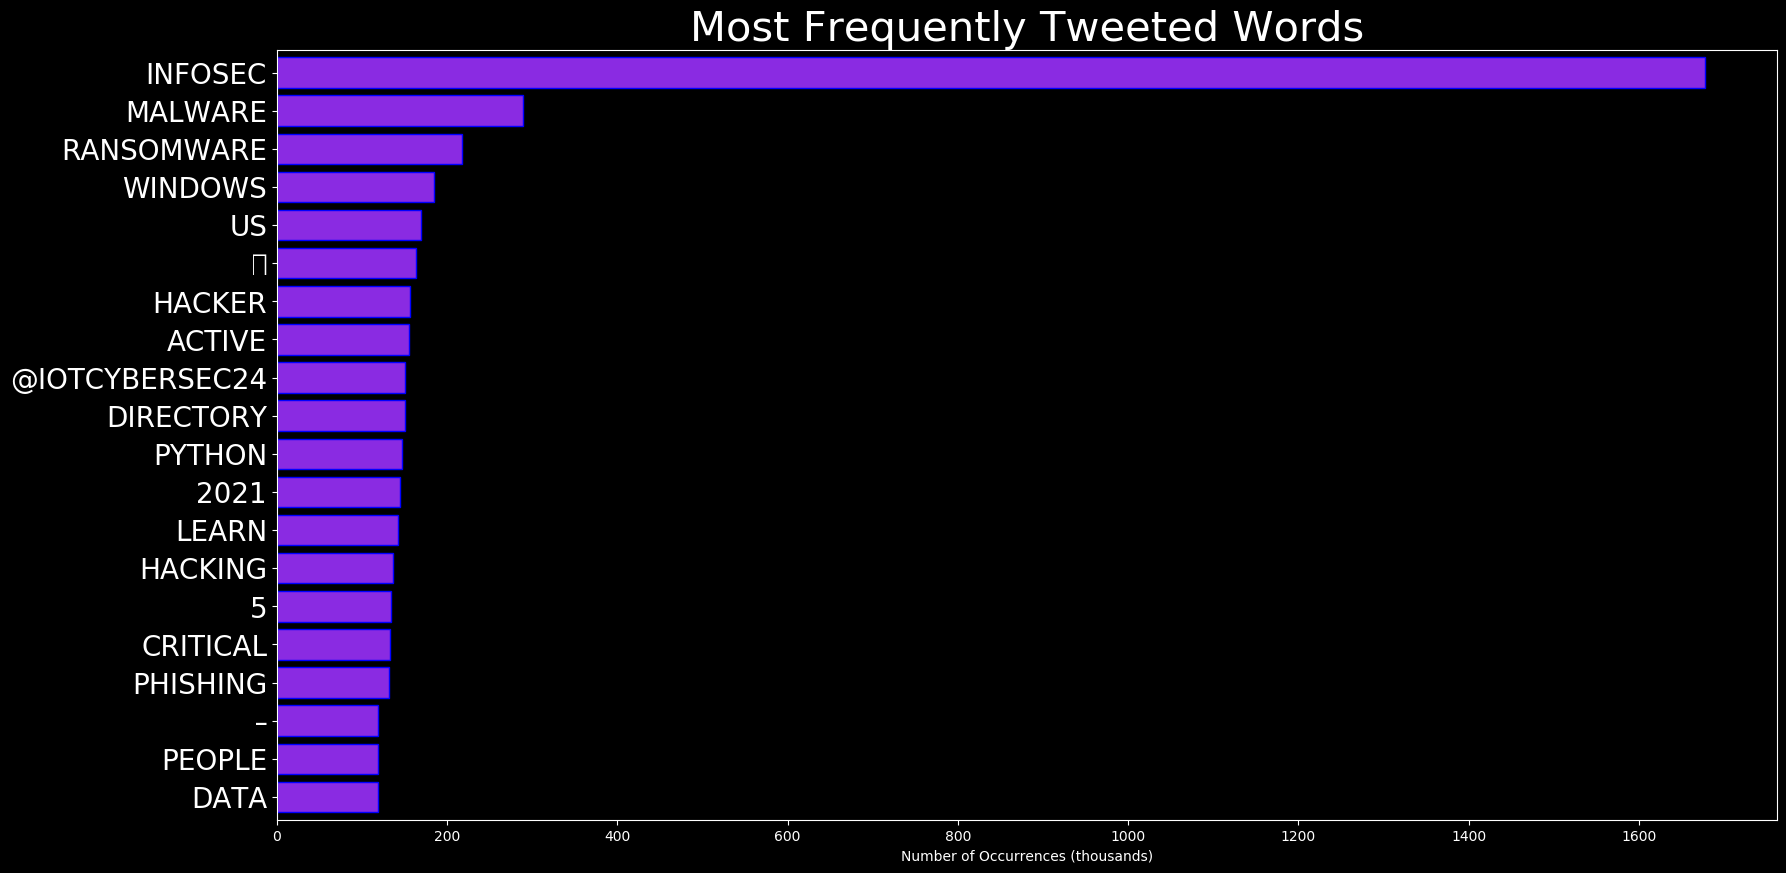 Most Frequently Tweeted Words
INFOSEC
MALWARE
RANSOMWARE
WINDOWS
US
HACKER
ACTIVE
@IOTCYBERSEC24
DIRECTORY
PYTHON
2021
LEARN
HACKING
5
CRITICAL
PHISHING
–
PEOPLE
DATA
0 200 400 600 800 1000 1200 1400 1600
Number of Occurrences (thousands)